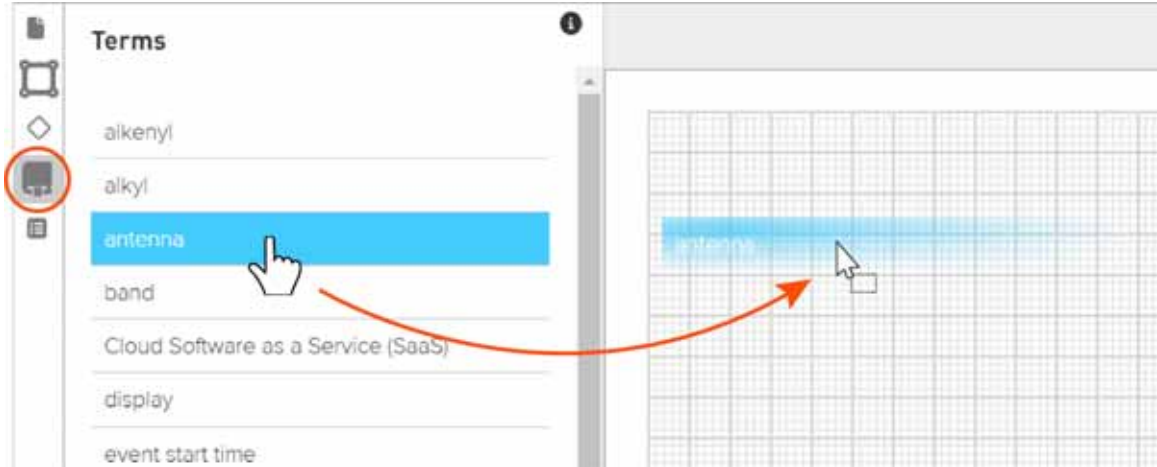 Terms
alkenyl
alkyl
antenna
antenna
band
Cloud Software as a Service (SaaS)
display
event start time